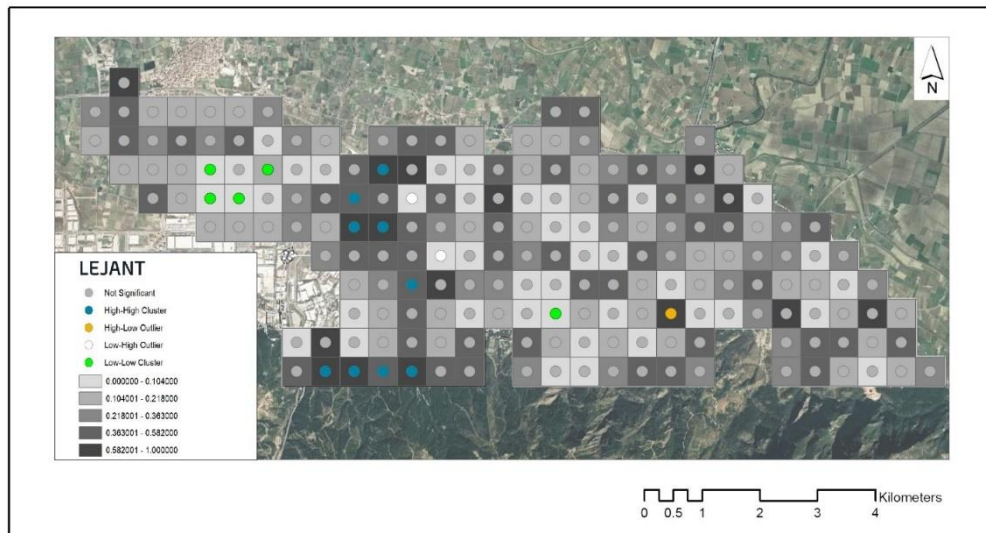 N
LEJANT
Not Significant
High-High Cluster
High-Low Outlier
Low-High Outlier
Low-Low Cluster
0.000000 - 0.104000
0.104001 - 0.218000
0.218001 - 0.363000
0.363001 - 0.582000
0.582001 - 1.000000
Kilometers
0 0.5 1 2 3 4